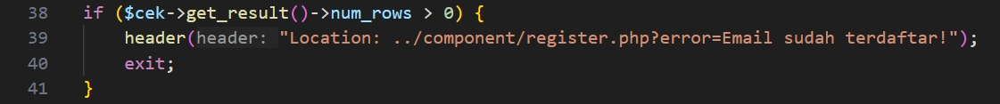 38 if ($cek->get_result()->num_rows > 0) {
39 header(header: "Location: ../component/register.php?error=Email sudah terdaftar!");
40 exit;
41 }